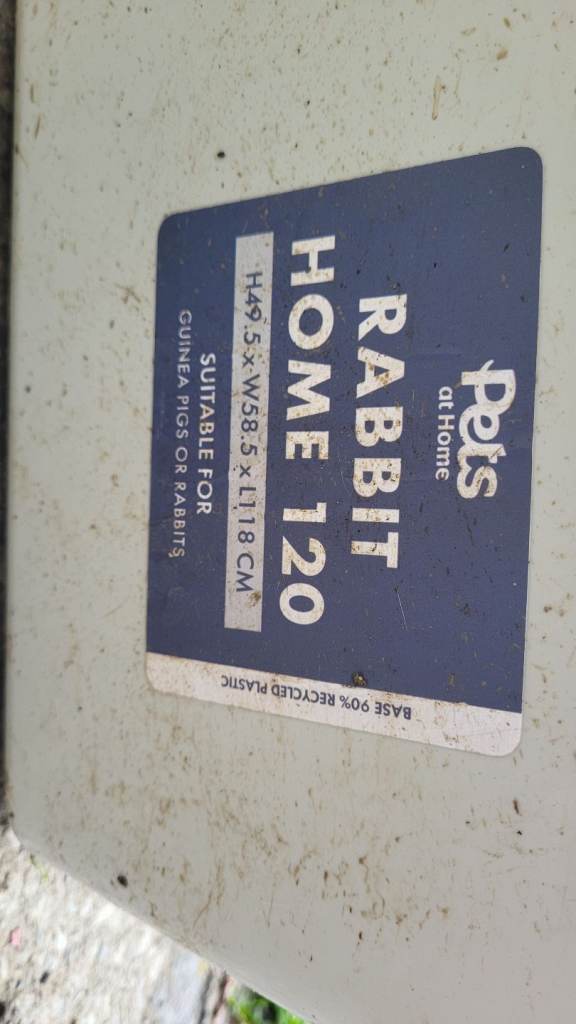 Pets
at Home
RABBIT
HOME 120
H49.5 x W58.5 x L118 CM
SUITABLE FOR
GUINEA PIGS OR RABBITS
BASE 90% RECYCLED PLASTIC